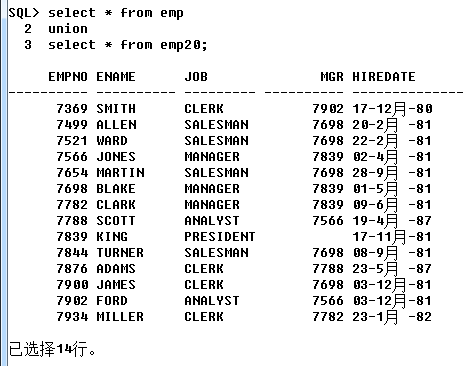 SQL> select * from emp
2 union
3 select * from emp20;
EMPNO ENAME JOB MGR HIREDATE
---------- ---------- --------- ---------- --------------
7369 SMITH CLERK 7902 17-12月-80
7499 ALLEN SALESMAN 7698 20-2月 -81
7521 WARD SALESMAN 7698 22-2月 -81
7566 JONES MANAGER 7839 02-4月 -81
7654 MARTIN SALESMAN 7698 28-9月 -81
7698 BLAKE MANAGER 7839 01-5月 -81
7782 CLARK MANAGER 7839 09-6月 -81
7788 SCOTT ANALYST 7566 19-4月 -87
7839 KING PRESIDENT 17-11月-81
7844 TURNER SALESMAN 7698 08-9月 -81
7876 ADAMS CLERK 7788 23-5月 -87
7900 JAMES CLERK 7698 03-12月-81
7902 FORD ANALYST 7566 03-12月-81
7934 MILLER CLERK 7782 23-1月 -82
已选择14行。